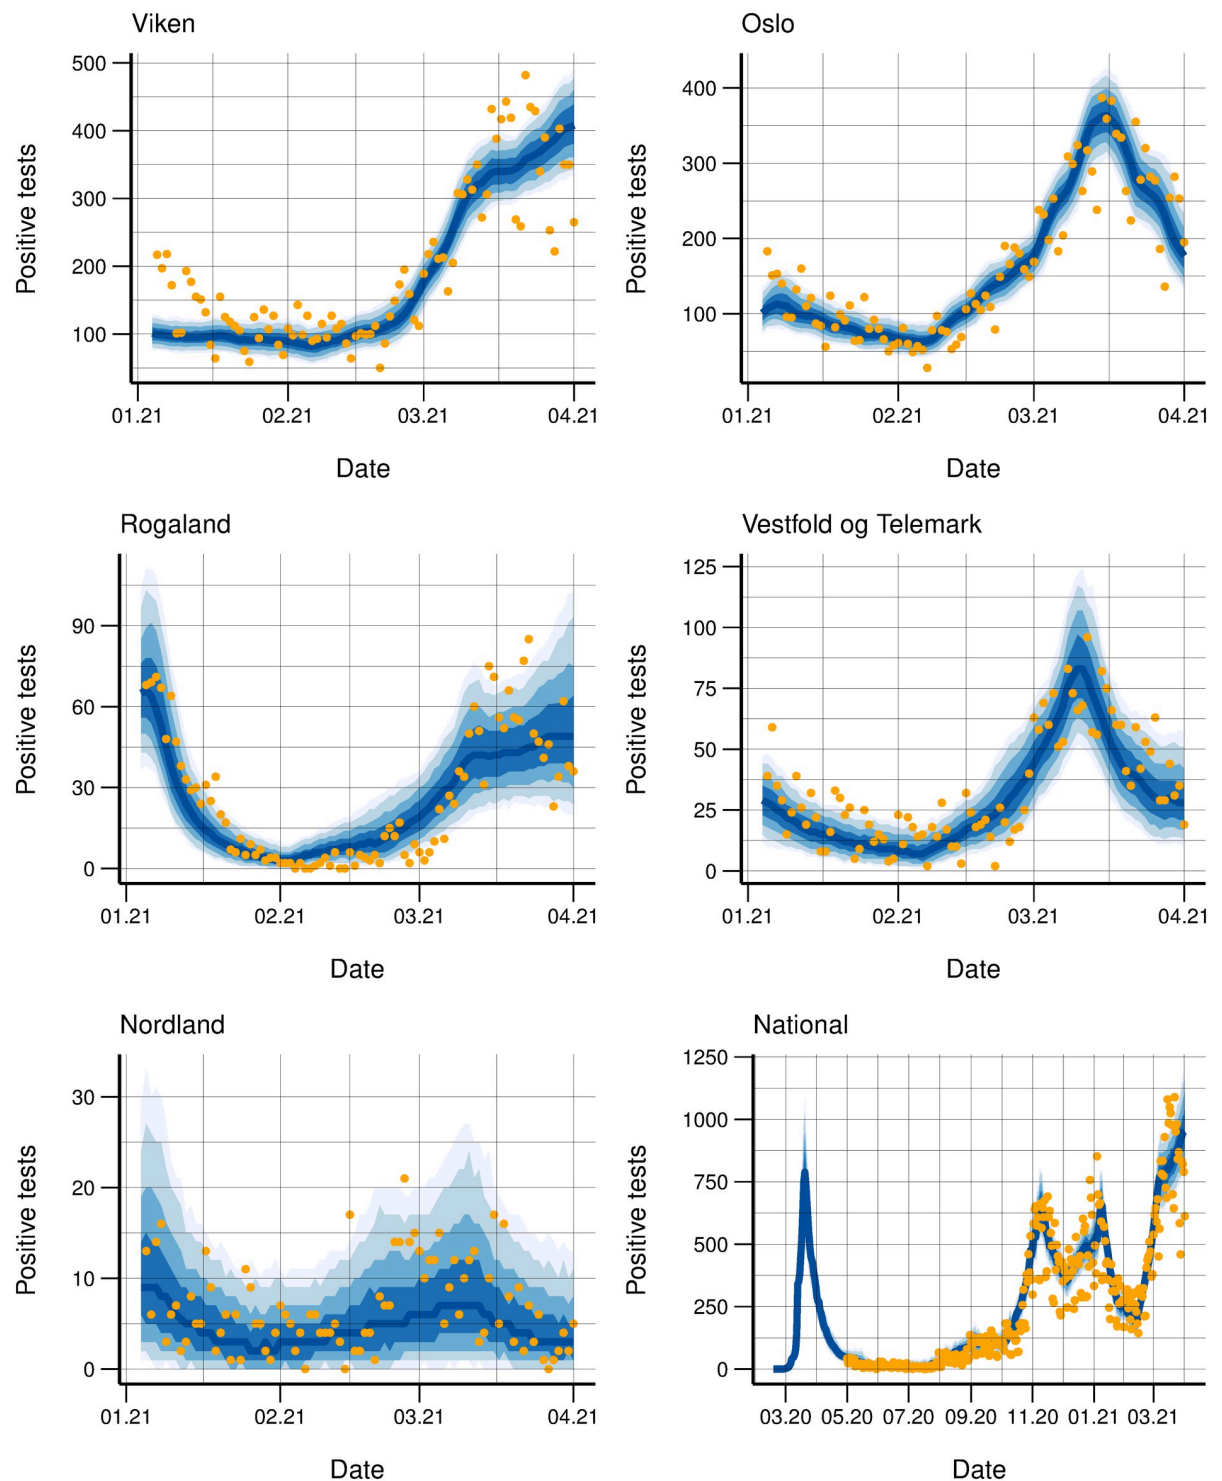 Viken
Positive tests
500
400
300
200
100
01.21 02.21 03.21 04.21
Date
Oslo
Positive tests
400
300
200
100
01.21 02.21 03.21 04.21
Date
Rogaland
Positive tests
90
60
30
0
01.21 02.21 03.21 04.21
Date
Vestfold og Telemark
Positive tests
125
100
75
50
25
0
01.21 02.21 03.21 04.21
Date
Nordland
Positive tests
30
20
10
0
01.21 02.21 03.21 04.21
Date
National
Positive tests
1250
1000
750
500
250
0
03.20 05.20 07.20 09.20 11.20 01.21 03.21
Date